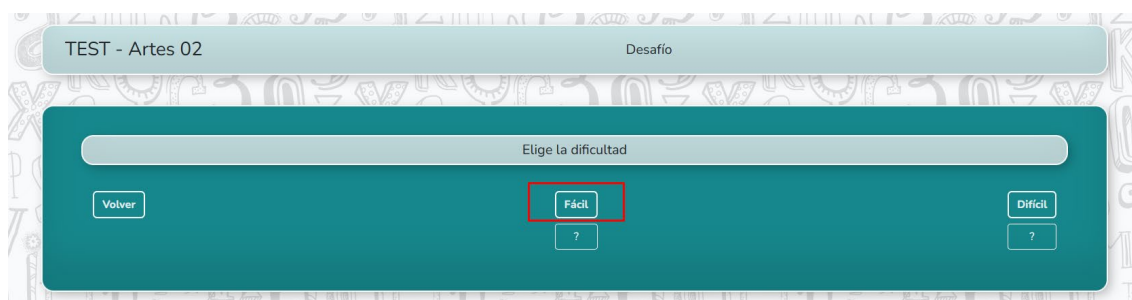 TEST - Artes 02
Desafío
Elige la dificultad
Volver
Fácil
Difícil
?
?